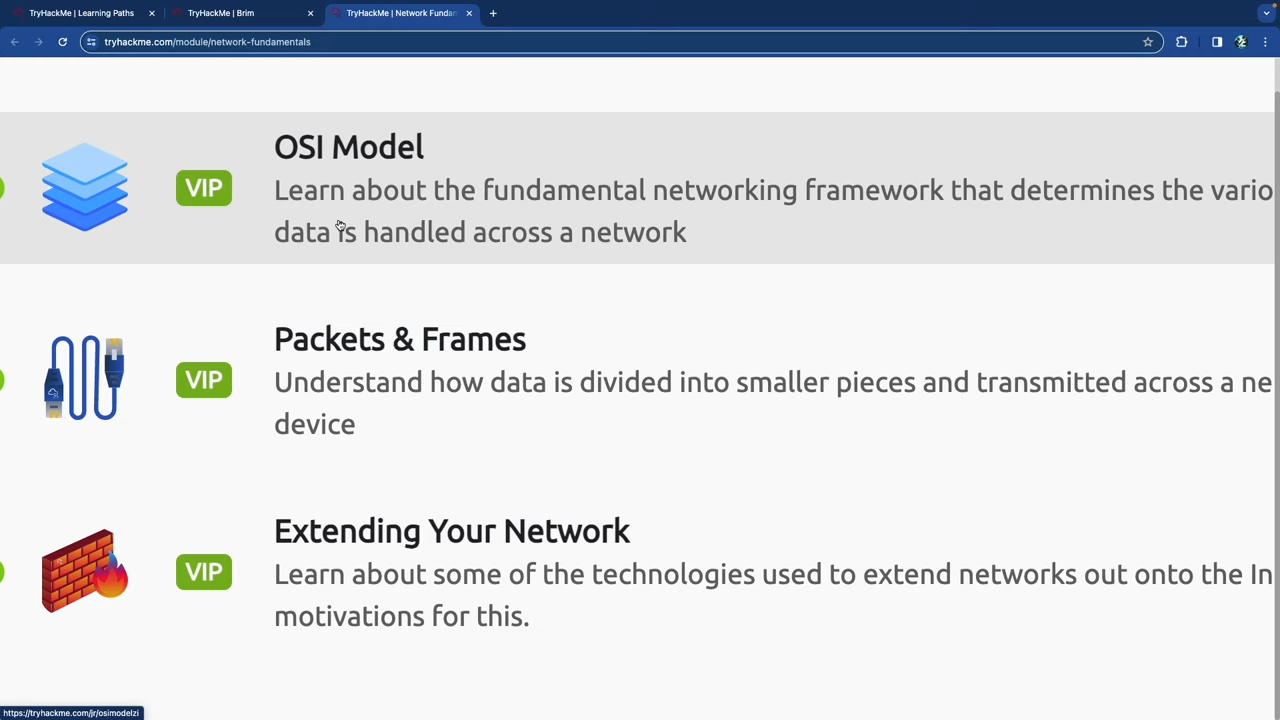 TryHackMe | Learning Paths
TryHackMe | Brim
TryHackMe | Network Fundan
tryhackme.com/module/network-fundamentals
OSI Model
VIP
Learn about the fundamental networking framework that determines the vario
data is handled across a network
Packets & Frames
VIP
Understand how data is divided into smaller pieces and transmitted across a ne
device
Extending Your Network
VIP
Learn about some of the technologies used to extend networks out onto the In
motivations for this.
https://tryhackme.com/jr/osimodelzi